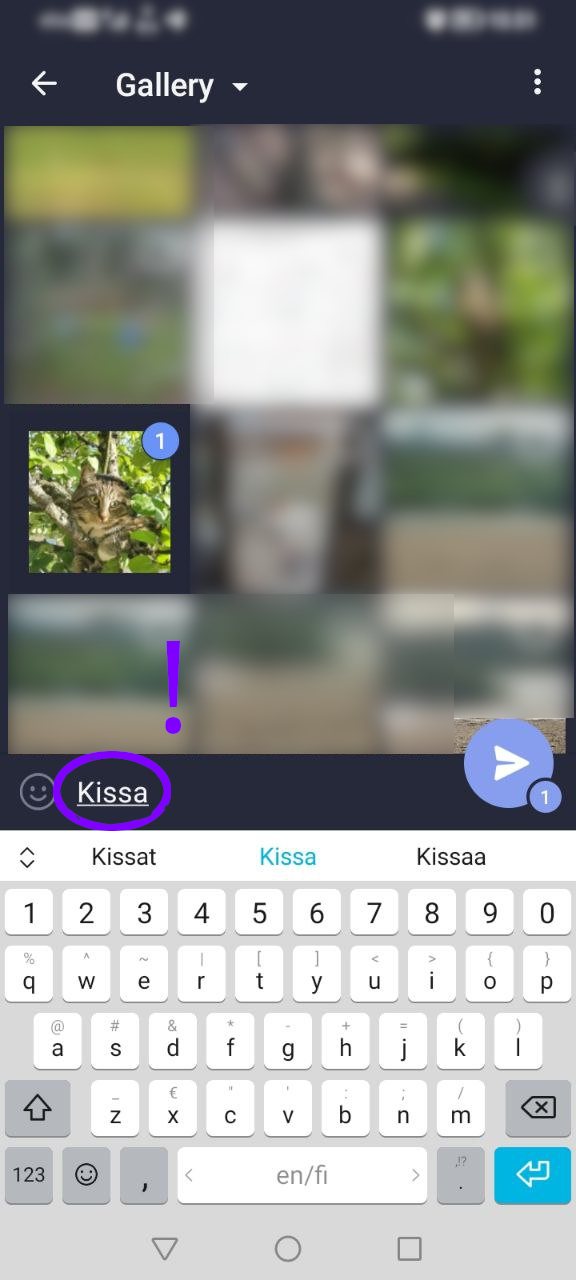 Gallery
1
!
Kissa
1
Kissat Kissa Kissaa
1 2 3 4 5 6 7 8 9 0
% ^ ~ | [ ] < > { }
q w e r t y u i o p
@ # & * - + = ( )
a s d f g h j k l
_ € " ' : ; /
z x c v b n m
,!?
123 , < en/fi > .